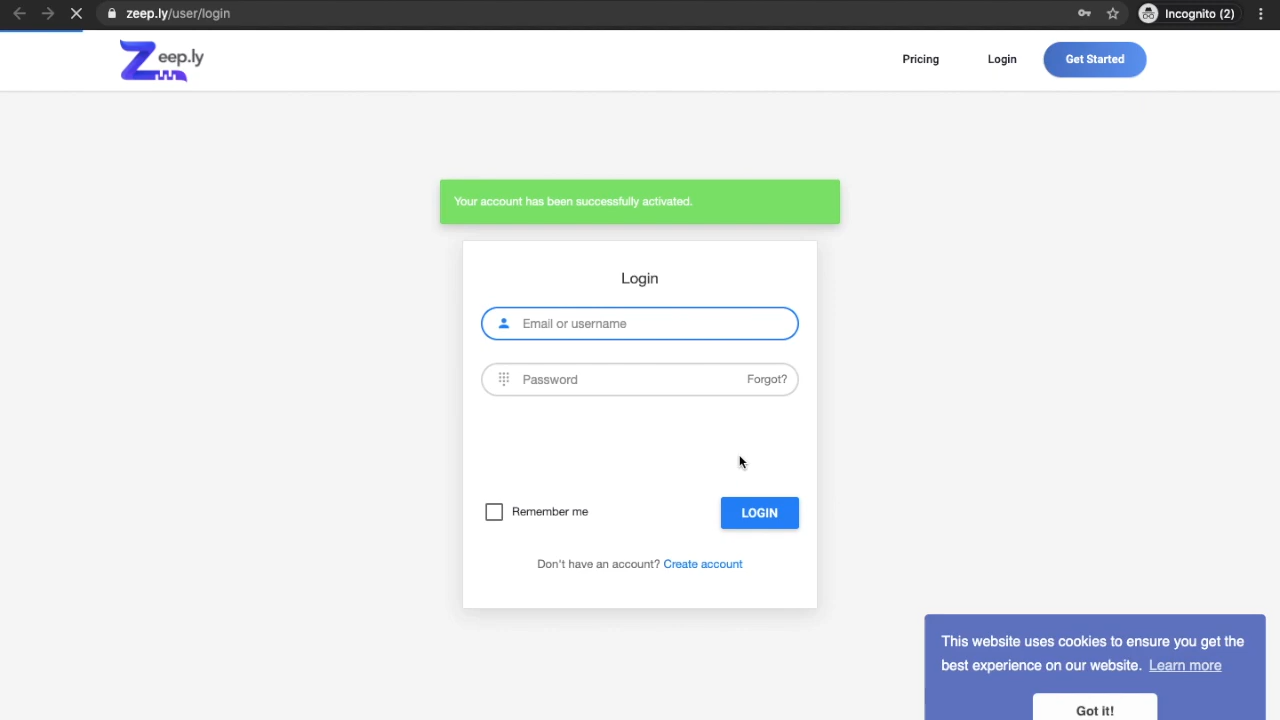 zeep.ly/user/login
Incognito (2)
Zeep.ly
Pricing
Login
Get Started
Your account has been successfully activated.
Login
Email or username
Password
Forgot?
Remember me
LOGIN
Don't have an account? Create account
This website uses cookies to ensure you get the
best experience on our website. Learn more
Got it!